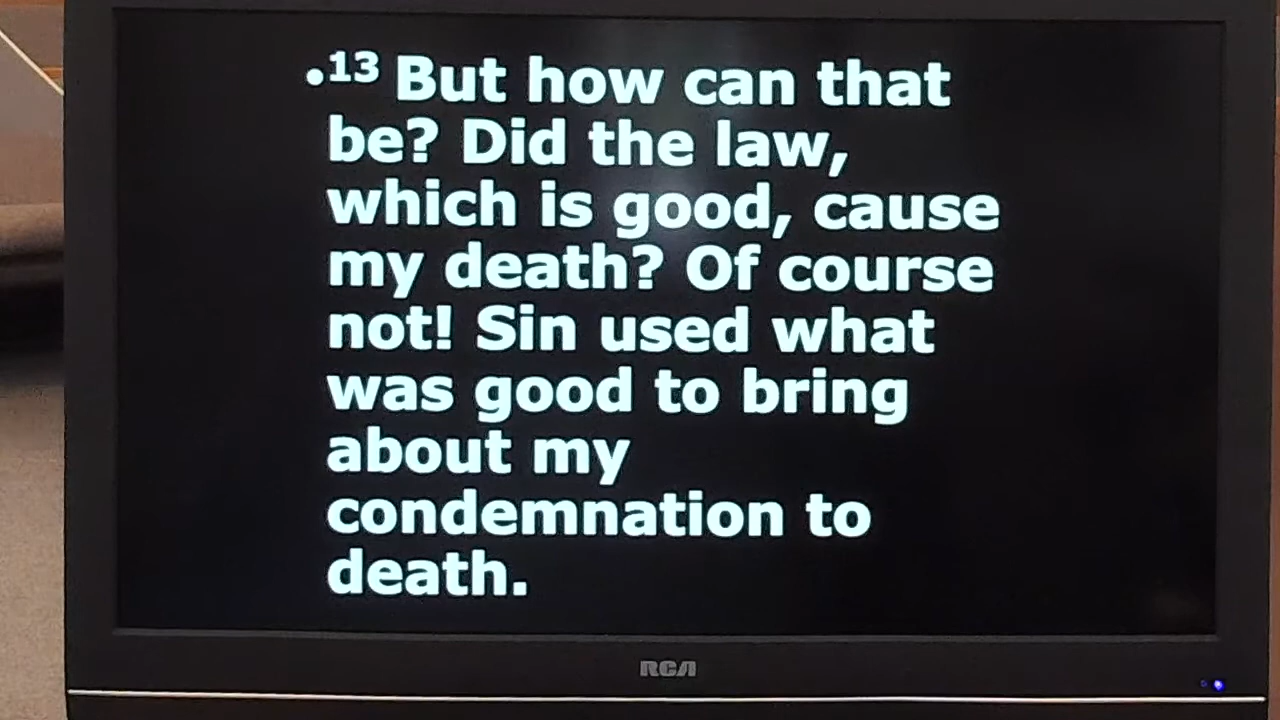 .13 But how can that
be? Did the law,
which is good, cause
my death? Of course
not! Sin used what
was good to bring
about my
condemnation to
death.
RCA